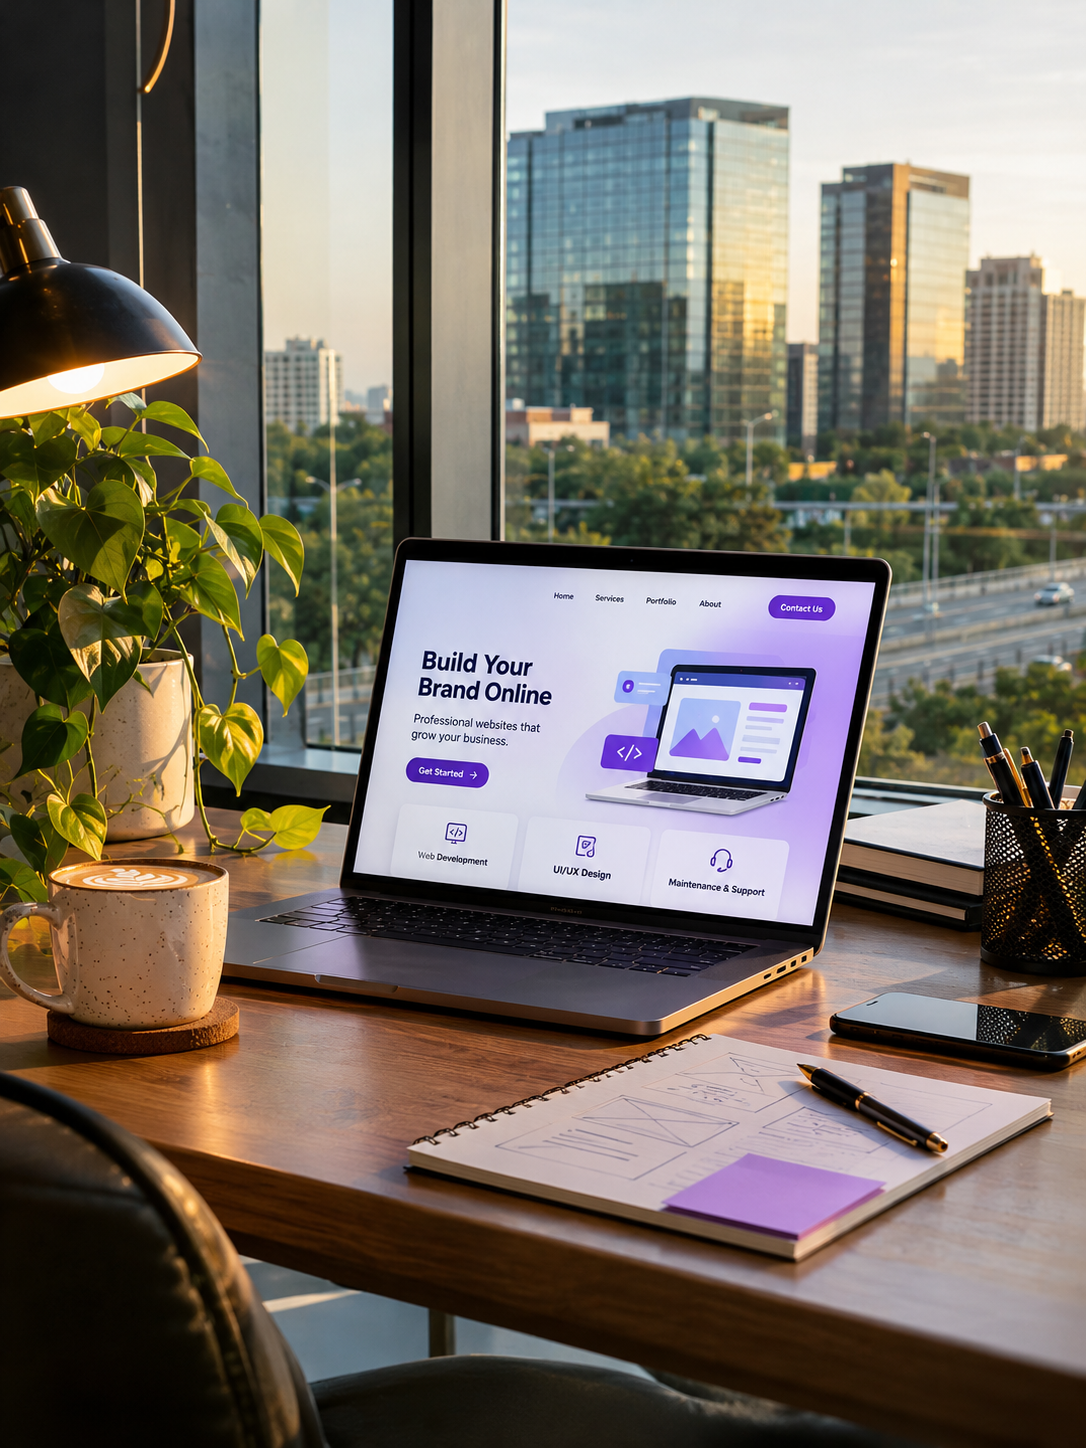 Home Services Portfolio About Contact Us
Build Your
Brand Online
Professional websites that
grow your business.
Get Started →
</>
</>
Web Development
UI/UX Design
Maintenance & Support